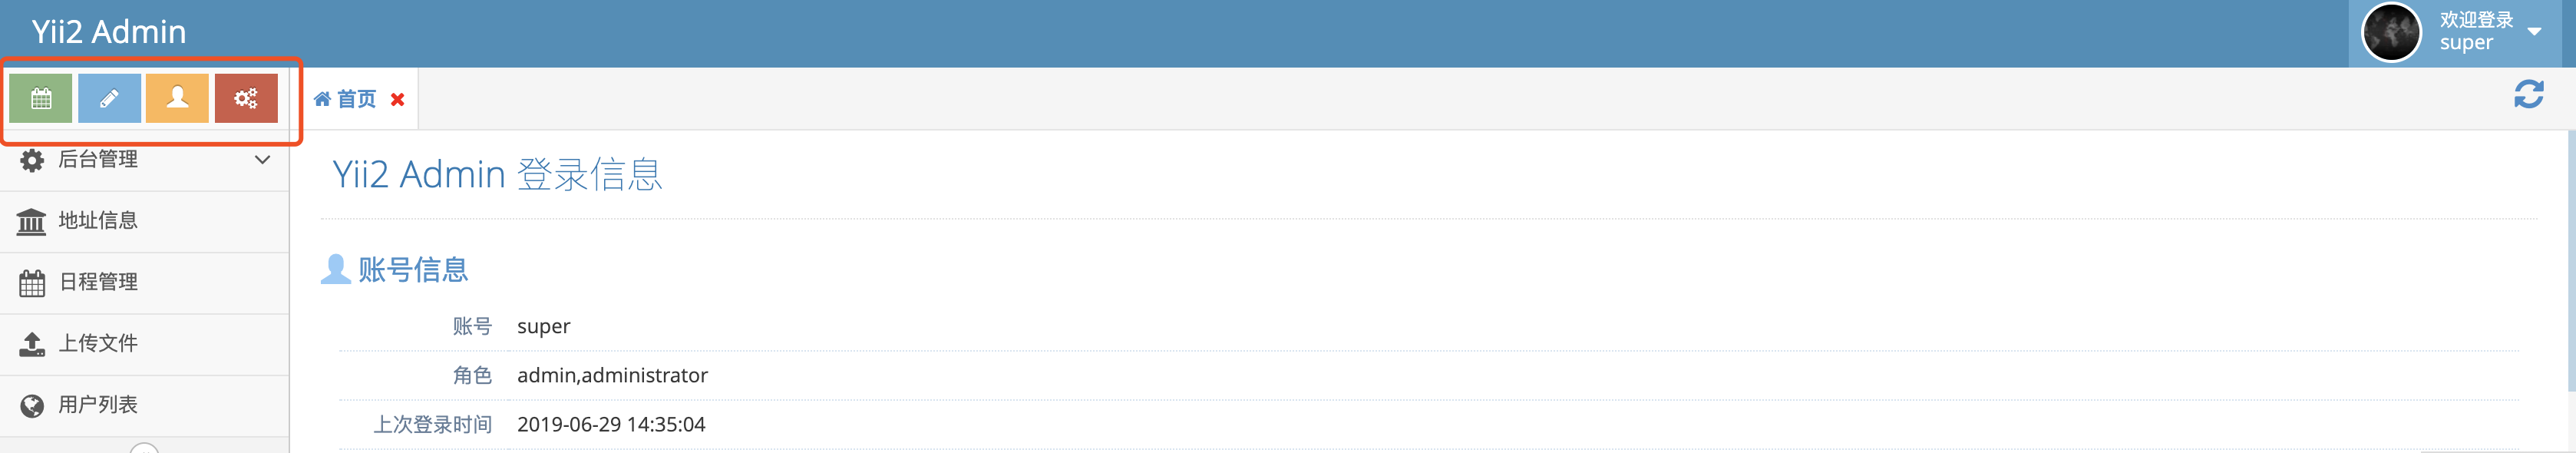 Yii2 Admin
欢迎登录
super
首页
后台管理
地址信息
日程管理
上传文件
用户列表
Yii2 Admin 登录信息
账号信息
账号 super
角色 admin,administrator
上次登录时间 2019-06-29 14:35:04